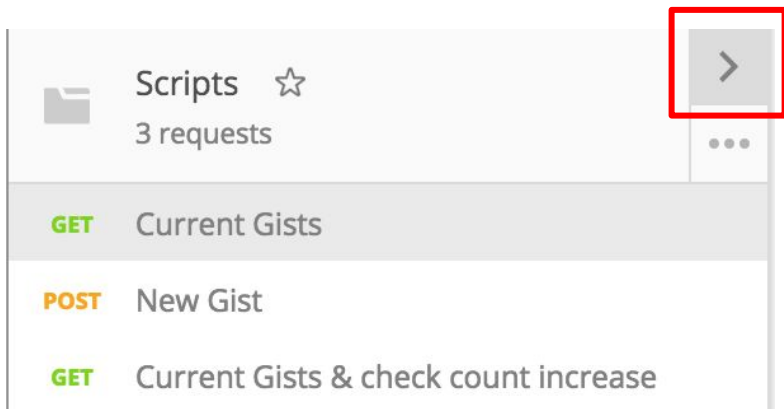 Scripts
3 requests
GET Current Gists
POST New Gist
GET Current Gists & check count increase